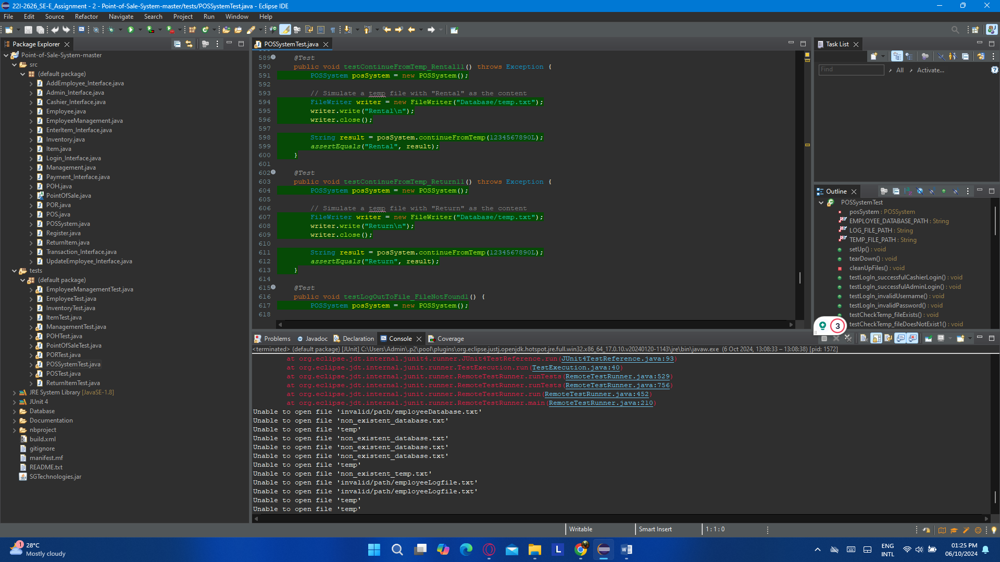 22I-2626_SE-E_Assignment - 2 - Point-of-Sale-System-master/tests/POSSystemTest.java - Eclipse IDE
File Edit Source Refactor Navigate Search Project Run Window Help
Package Explorer
Point-of-Sale-System-master
src
(default package)
AddEmployee_Interface.java
Admin_Interface.java
Cashier_Interface.java
Employee.java
EmployeeManagement.java
EnterItem_Interface.java
Inventory.java
Item.java
Login_Interface.java
Management.java
Payment_Interface.java
POH.java
PointOfSale.java
POR.java
POS.java
POSSystem.java
Register.java
ReturnItem.java
Transaction_Interface.java
UpdateEmployee_Interface.java
tests
(default package)
EmployeeManagementTest.java
EmployeeTest.java
InventoryTest.java
ItemTest.java
ManagementTest.java
POHTest.java
PointOfSaleTest.java
PORTest.java
POSSystemTest.java
POSTest.java
ReturnItemTest.java
JRE System Library [JavaSE-1.8]
JUnit 4
Database
Documentation
nbproject
build.xml
gitignore
manifest.mf
README.txt
SGTechnologies.jar
POSSystemTest.java
589 @Test
590 public void testContinueFromTemp_Rental11() throws Exception {
591 POSSystem posSystem = new POSSystem();
592
593 // Simulate a temp file with "Rental" as the content
594 FileWriter writer = new FileWriter("Database/temp.txt");
595 writer.write("Rental\n");
596 writer.close();
597
598 String result = posSystem.continueFromTemp(1234567890L);
599 assertEquals("Rental", result);
600 }
601
602 @Test
603 public void testContinueFromTemp_Return11() throws Exception {
604 POSSystem posSystem = new POSSystem();
605
606 // Simulate a temp file with "Return" as the content
607 FileWriter writer = new FileWriter("Database/temp.txt");
608 writer.write("Return\n");
609 writer.close();
610
611 String result = posSystem.continueFromTemp(1234567890L);
612 assertEquals("Return", result);
613 }
614
615 @Test
616 public void testLogOutToFile_FileNotFound1() {
617 POSSystem posSystem = new POSSystem();
618
Task List
Find
All
Activate...
Outline
POSSystemTest
posSystem : POSSystem
EMPLOYEE_DATABASE_PATH : String
LOG_FILE_PATH : String
TEMP_FILE_PATH : String
setUp() : void
tearDown() : void
cleanUpFiles() : void
testLogIn_successfulCashierLogin() : void
testLogIn_successfulAdminLogin() : void
testLogIn_invalidUsername() : void
testLogIn_invalidPassword() : void
testCheckTemp_fileExists() : void
testCheckTemp_fileDoesNotExist1() : void
3
Problems Javadoc Declaration Console Coverage
<terminated> (default package) [JUnit] C:\Users\Admin\.p2\pool\plugins\org.eclipse.justj.openjdk.hotspot.jre.full.win32.x86_64_17.0.10.v20240120-1143\jre\bin\javaw.exe (6 Oct 2024, 13:08:33 – 13:08:38) [pid: 1572]
at org.eclipse.jdt.internal.junit4.runner.JUnit4TestReference.run(JUnit4TestReference.java:93)
at org.eclipse.jdt.internal.junit.runner.TestExecution.run(TestExecution.java:40)
at org.eclipse.jdt.internal.junit.runner.RemoteTestRunner.runTests(RemoteTestRunner.java:529)
at org.eclipse.jdt.internal.junit.runner.RemoteTestRunner.runTests(RemoteTestRunner.java:756)
at org.eclipse.jdt.internal.junit.runner.RemoteTestRunner.run(RemoteTestRunner.java:452)
at org.eclipse.jdt.internal.junit.runner.RemoteTestRunner.main(RemoteTestRunner.java:210)
Unable to open file 'invalid/path/employeeDatabase.txt'
Unable to open file 'non_existent_database.txt'
Unable to open file 'temp'
Unable to open file 'non_existent_database.txt'
Unable to open file 'non_existent_database.txt'
Unable to open file 'non_existent_database.txt'
Unable to open file 'temp'
Unable to open file 'non_existent_temp.txt'
Unable to open file 'invalid/path/employeeLogfile.txt'
Unable to open file 'invalid/path/employeeLogfile.txt'
Unable to open file 'temp'
Unable to open file 'temp'
Writable
Smart Insert
1 : 1 : 0
1
28°C
Mostly cloudy
ENG
INTL
01:25 PM
06/10/2024